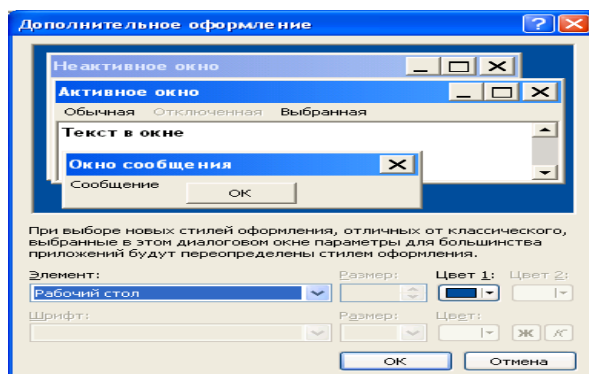 Дополнительное оформление
Неактивное окно
Активное окно
Обычная Отключенная Выбранная
Текст в окне
Окно сообщения
Сообщение
OK
При выборе новых стилей оформления, отличных от классического,
выбранные в этом диалоговом окне параметры для большинства
приложений будут переопределены стилем оформления.
Элемент: Размер: Цвет 1: Цвет 2:
Рабочий стол
Шрифт: Размер: Цвет:
Ж К
OK Отмена